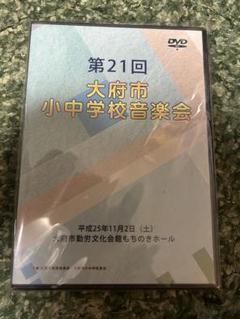 DVD
第21回
大府市
小中学校音楽会
平成25年11月2日（土）
大府市勤労文化会館もちのきホール